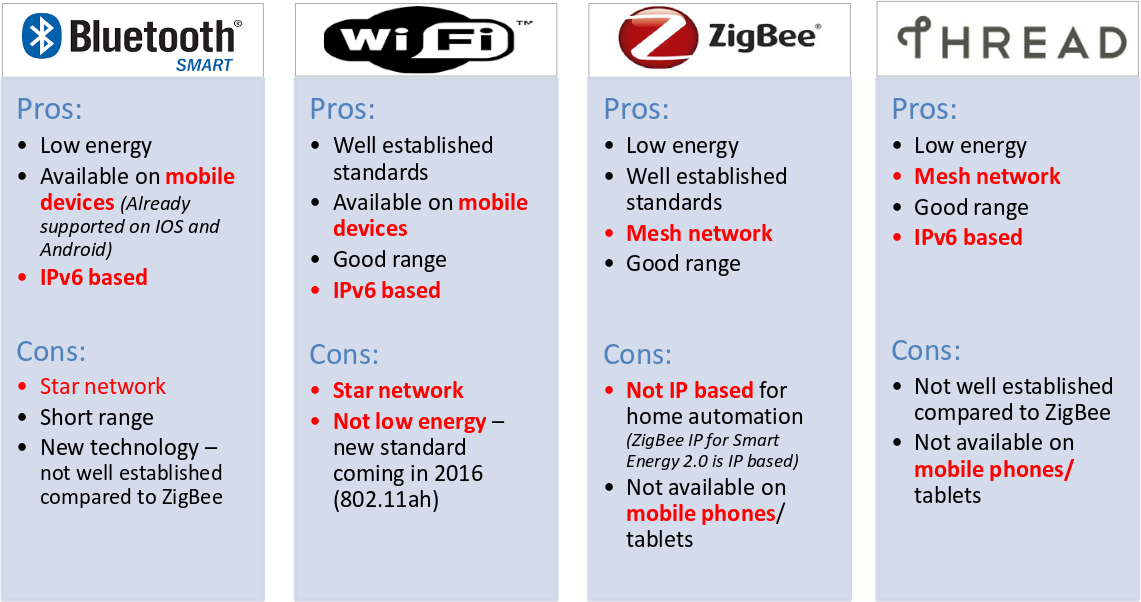 Bluetooth®
SMART
Pros:
• Low energy
• Available on mobile
devices (Already
supported on IOS and
Android)
• IPv6 based
Cons:
• Star network
• Short range
• New technology –
not well established
compared to ZigBee
Wi Fi™
Pros:
• Well established
standards
• Available on mobile
devices
• Good range
• IPv6 based
Cons:
• Star network
• Not low energy –
new standard
coming in 2016
(802.11ah)
ZigBee®
Pros:
• Low energy
• Well established
standards
• Mesh network
• Good range
Cons:
• Not IP based for
home automation
(ZigBee IP for Smart
Energy 2.0 is IP based)
• Not available on
mobile phones/
tablets
THREAD
Pros:
• Low energy
• Mesh network
• Good range
• IPv6 based
Cons:
• Not well established
compared to ZigBee
• Not available on
mobile phones/
tablets